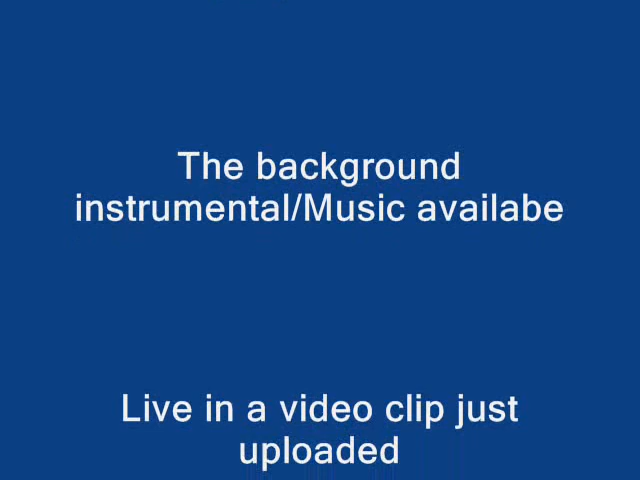 The background
instrumental/Music availabe
Live in a video clip just
uploaded